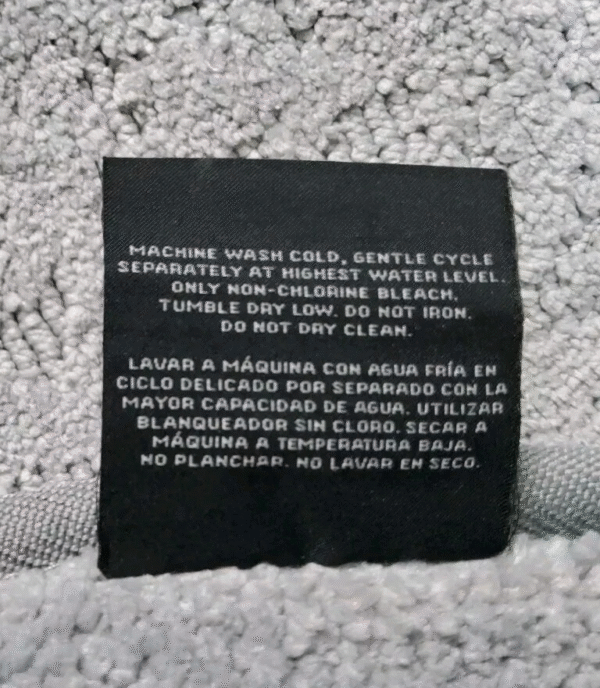 MACHINE WASH COLD, GENTLE CYCLE
SEPARATELY AT HIGHEST WATER LEVEL.
ONLY NON-CHLORINE BLEACH.
TUMBLE DRY LOW. DO NOT IRON.
DO NOT DRY CLEAN.
LAVAR A MÁQUINA CON AGUA FRÍA EN
CICLO DELICADO POR SEPARADO CON LA
MAYOR CAPACIDAD DE AGUA. UTILIZAR
BLANQUEADOR SIN CLORO. SECAR A
MÁQUINA A TEMPERATURA BAJA.
NO PLANCHAR. NO LAVAR EN SECO.